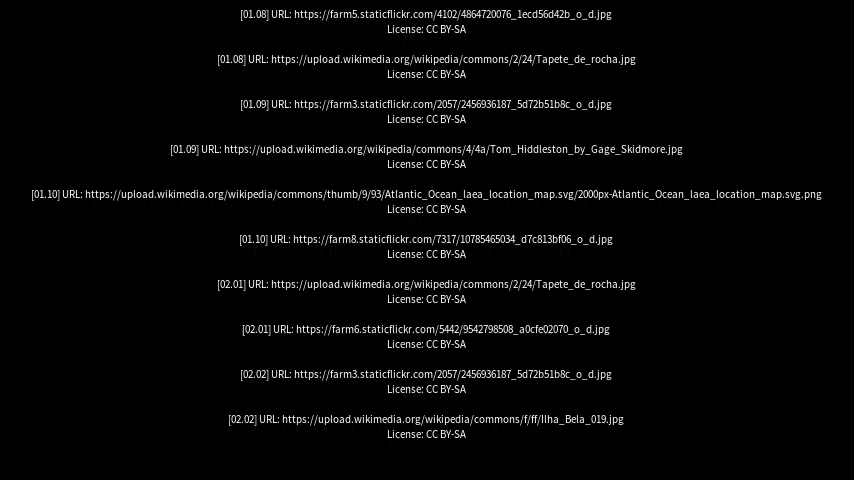 [01.08] URL: https://farm5.staticflickr.com/4102/4864720076_1ecd56d42b_o_d.jpg
License: CC BY-SA
[01.08] URL: https://upload.wikimedia.org/wikipedia/commons/2/24/Tapete_de_rocha.jpg
License: CC BY-SA
[01.09] URL: https://farm3.staticflickr.com/2057/2456936187_5d72b51b8c_o_d.jpg
License: CC BY-SA
[01.09] URL: https://upload.wikimedia.org/wikipedia/commons/4/4a/Tom_Hiddleston_by_Gage_Skidmore.jpg
License: CC BY-SA
[01.10] URL: https://upload.wikimedia.org/wikipedia/commons/thumb/9/93/Atlantic_Ocean_laea_location_map.svg/2000px-Atlantic_Ocean_laea_location_map.svg.png
License: CC BY-SA
[01.10] URL: https://farm8.staticflickr.com/7317/10785465034_d7c813bf06_o_d.jpg
License: CC BY-SA
[02.01] URL: https://upload.wikimedia.org/wikipedia/commons/2/24/Tapete_de_rocha.jpg
License: CC BY-SA
[02.01] URL: https://farm6.staticflickr.com/5442/9542798508_a0cfe02070_o_d.jpg
License: CC BY-SA
[02.02] URL: https://farm3.staticflickr.com/2057/2456936187_5d72b51b8c_o_d.jpg
License: CC BY-SA
[02.02] URL: https://upload.wikimedia.org/wikipedia/commons/f/ff/Ilha_Bela_019.jpg
License: CC BY-SA